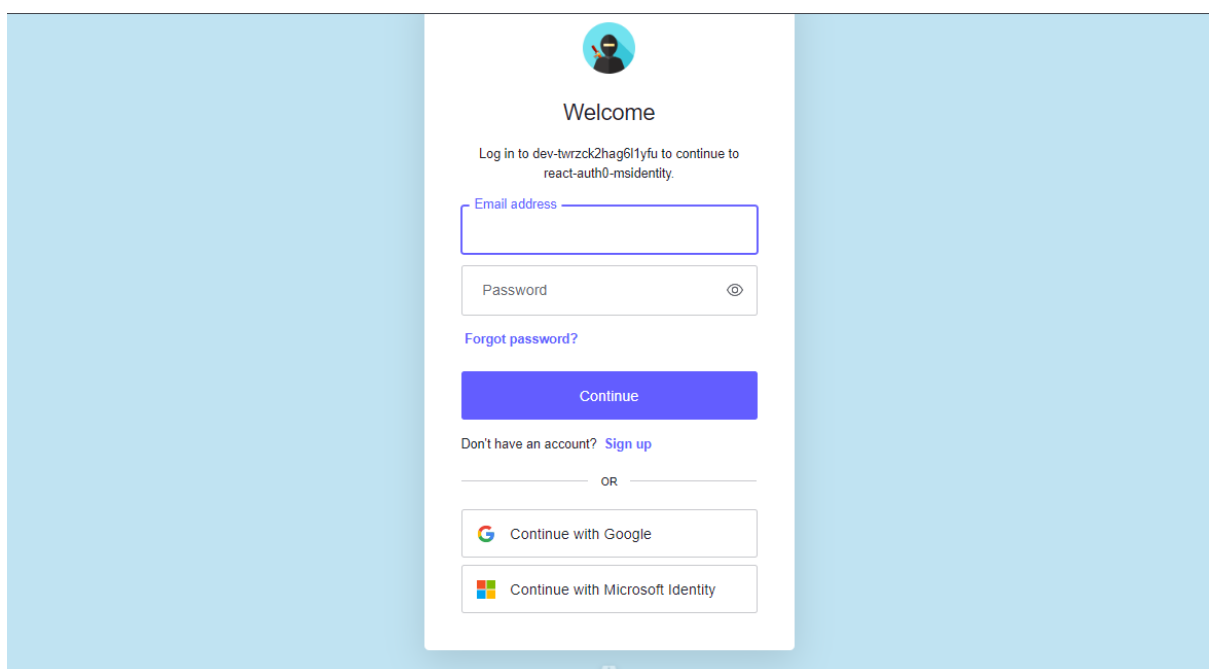 Welcome
Log in to dev-twrzck2hag6l1yfu to continue to
react-auth0-msidentity.
Email address
Password
Forgot password?
Continue
Don't have an account? Sign up
OR
Continue with Google
Continue with Microsoft Identity